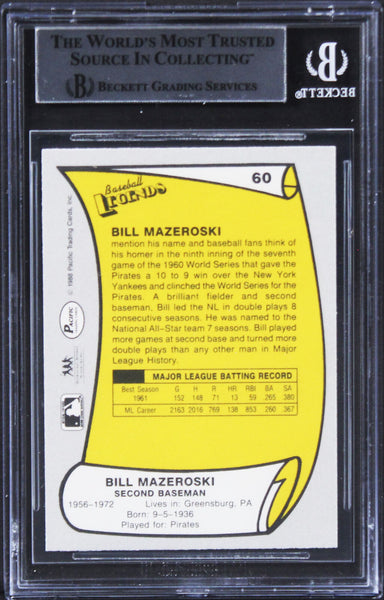 THE WORLD'S MOST TRUSTED
SOURCE IN COLLECTING™
B BECKETT GRADING SERVICES
B
BECKETT®
Baseball
LEGENDS
60
BILL MAZEROSKI
mention his name and baseball fans think of
his homer in the ninth inning of the seventh
game of the 1960 World Series that gave the
Pirates a 10 to 9 win over the New York
Yankees and clinched the World Series for the
Pirates. A brilliant fielder and second
baseman, Bill led the NL in double plays 8
consecutive seasons. He was named to the
National All-Star team 7 seasons. Bill played
more games at second base and turned more
double plays than any other man in Major
League History.
MAJOR LEAGUE BATTING RECORD
Best Season G H R HR RBI BA SA
1961 152 148 71 13 59 265 380
ML Career 2163 2016 769 138 853 260 .367
BILL MAZEROSKI
SECOND BASEMAN
1956–1972 Lives in: Greensburg, PA
Born: 9-5-1936
Played for: Pirates
© 1988 Pacific Trading Cards, Inc.
PACIFIC